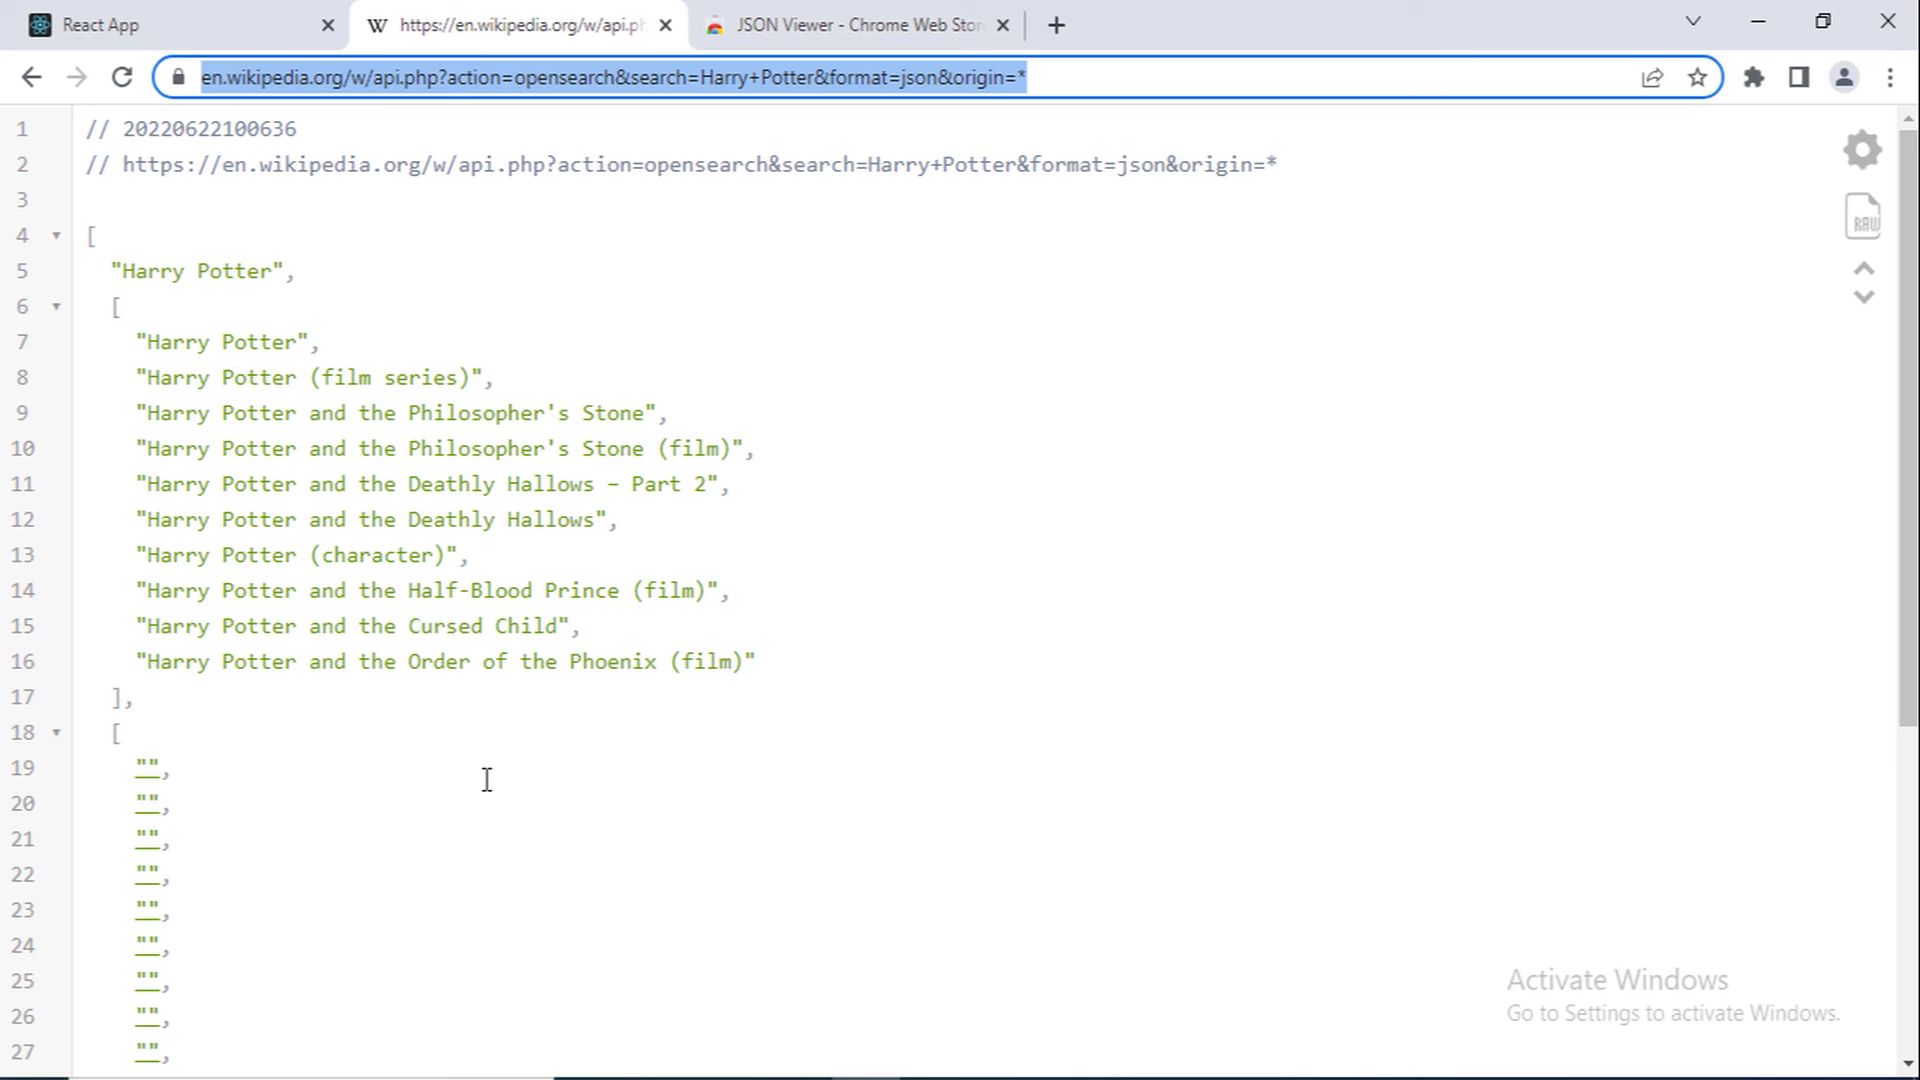 React App
https://en.wikipedia.org/w/api.ph
JSON Viewer - Chrome Web Stor
en.wikipedia.org/w/api.php?action=opensearch&search=Harry+Potter&format=json&origin=*
1 // 20220622100636
2 // https://en.wikipedia.org/w/api.php?action=opensearch&search=Harry+Potter&format=json&origin=*
3
4 [
5 "Harry Potter",
6 [
7 "Harry Potter",
8 "Harry Potter (film series)",
9 "Harry Potter and the Philosopher's Stone",
10 "Harry Potter and the Philosopher's Stone (film)",
11 "Harry Potter and the Deathly Hallows – Part 2",
12 "Harry Potter and the Deathly Hallows",
13 "Harry Potter (character)",
14 "Harry Potter and the Half-Blood Prince (film)",
15 "Harry Potter and the Cursed Child",
16 "Harry Potter and the Order of the Phoenix (film)"
17 ],
18 [
19 "",
20 "",
21 "",
22 "",
23 "",
24 "",
25 "",
26 "",
27 "",
RAW
Activate Windows
Go to Settings to activate Windows.